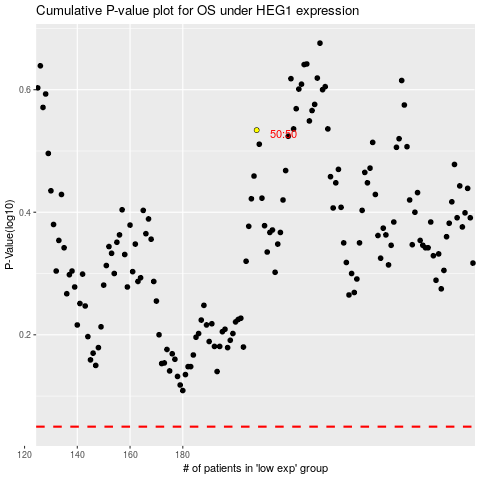 Cumulative P-value plot for OS under HEG1 expression
P-Value(log10)
0.6
0.4
0.2
50:50
120
140
160
180
# of patients in 'low exp' group